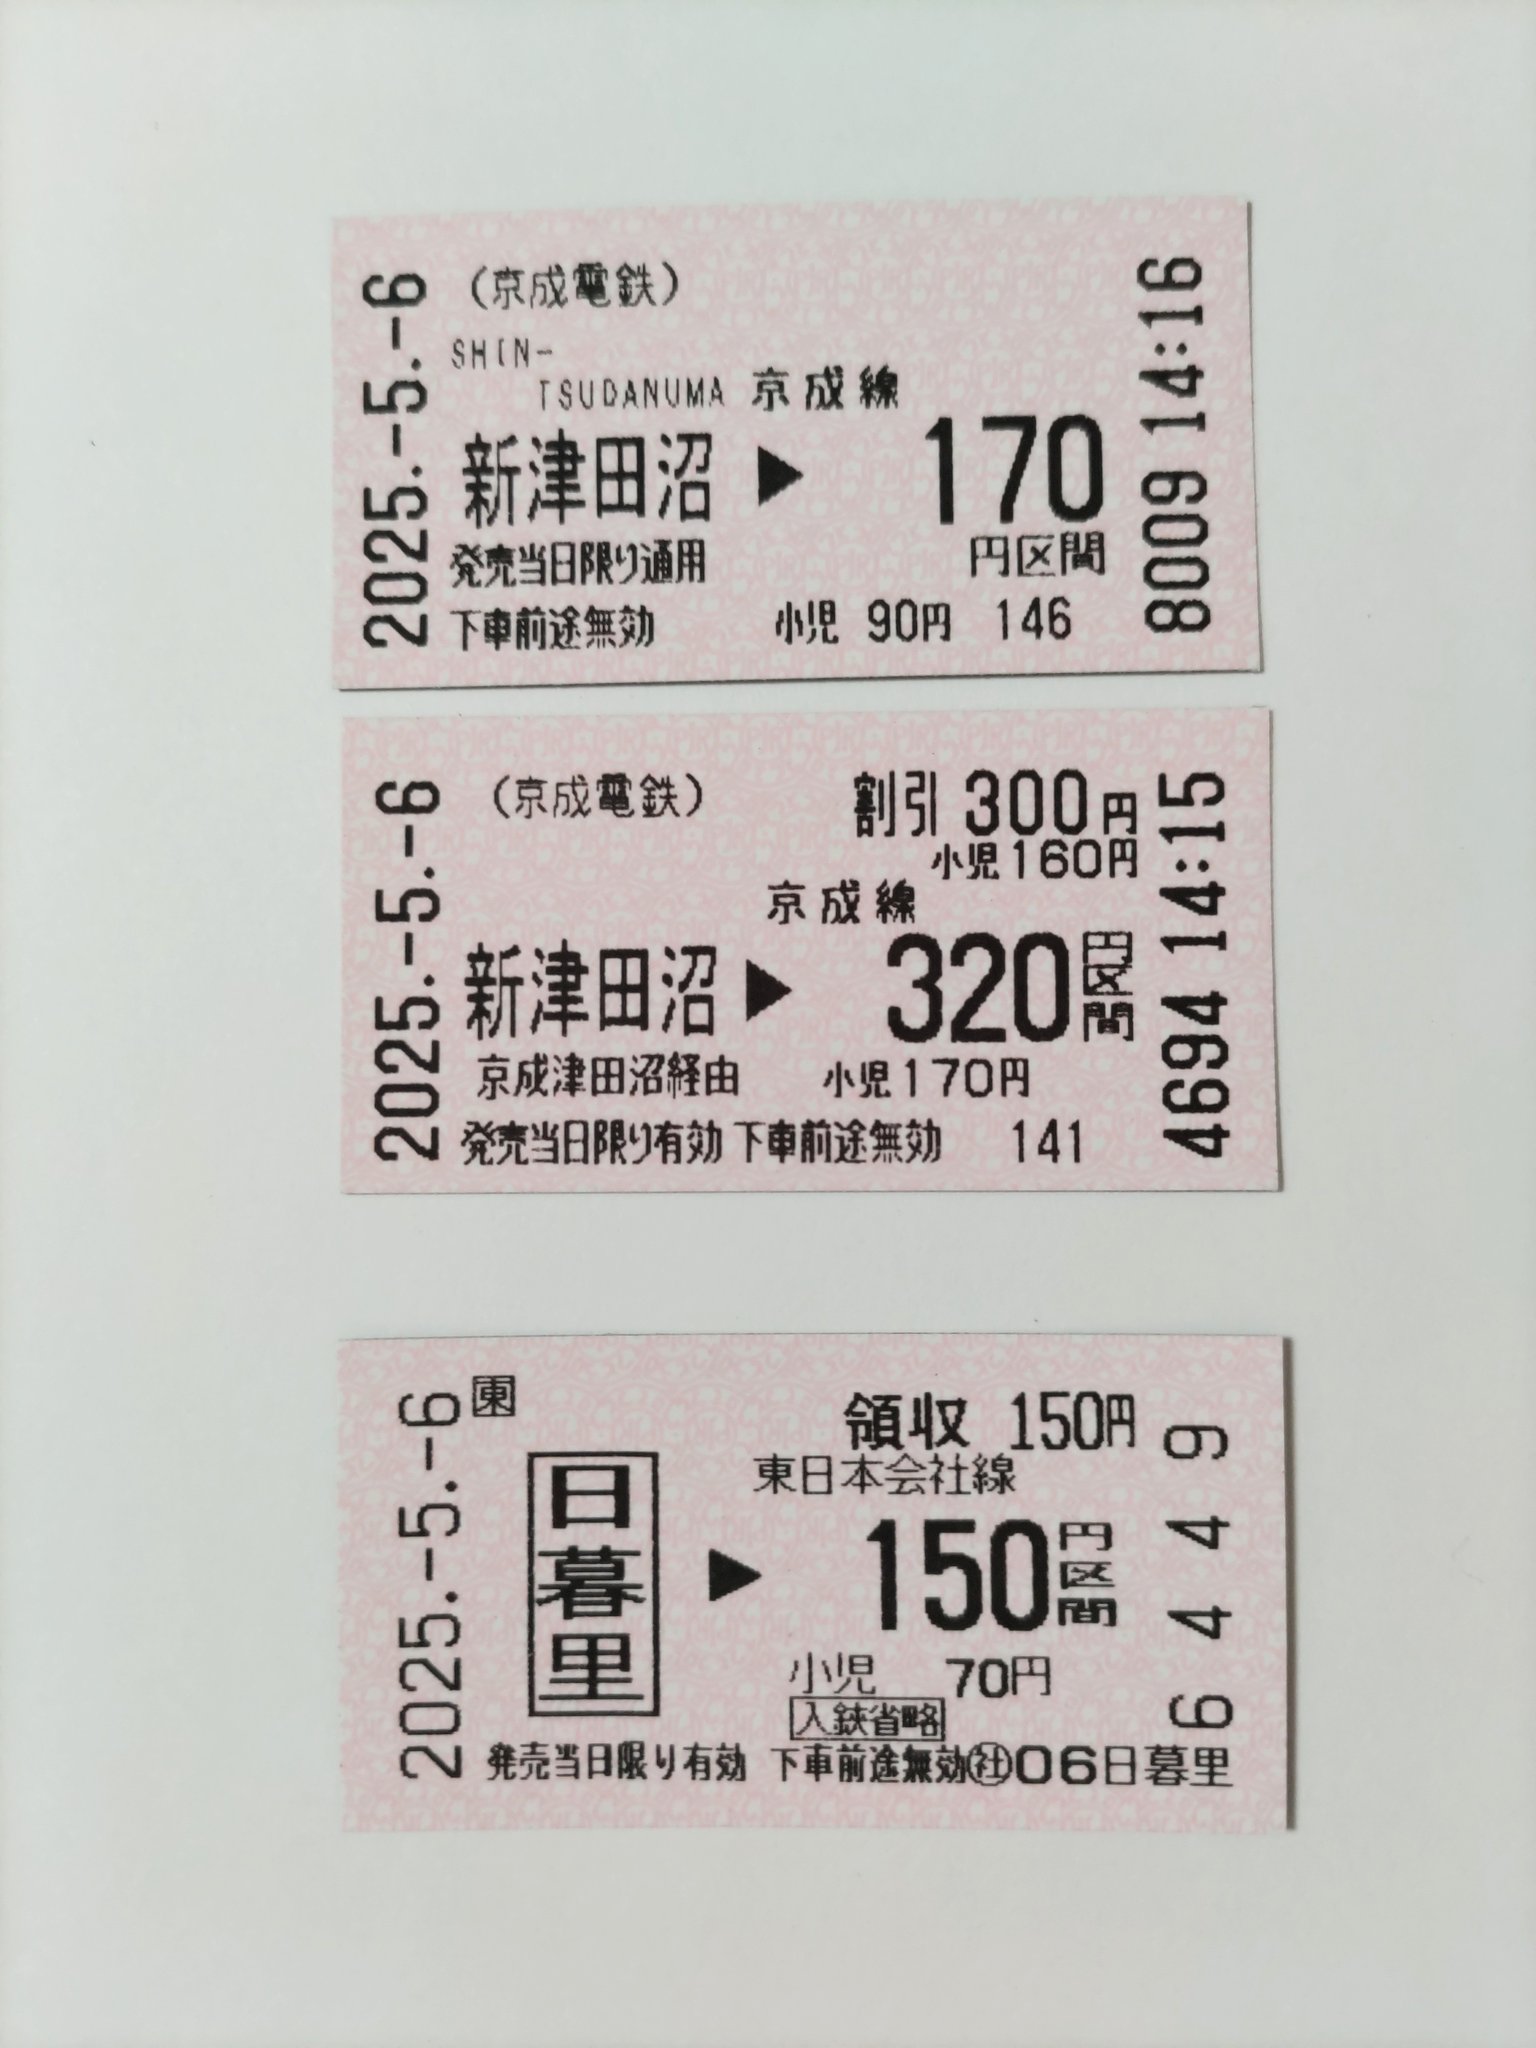 2025.-5.-6
(京成電鉄)
SHIN-
TSUDANUMA 京成線
新津田沼 ▶ 170
円区間
発売当日限り通用
下車前途無効 小児 90円 146
8009 14:16
2025.-5.-6
(京成電鉄) 割引 300円
小児160円
京成線
新津田沼 ▶ 320円区間
京成津田沼経由 小児170円
発売当日限り有効 下車前途無効 141
4694 14:15
2025.-5.-6
東
領収 150円
東日本会社線
日暮里 ▶ 150円区間
小児 70円
入鋏省略
発売当日限り有効 下車前途無効㈳06日暮里
6449